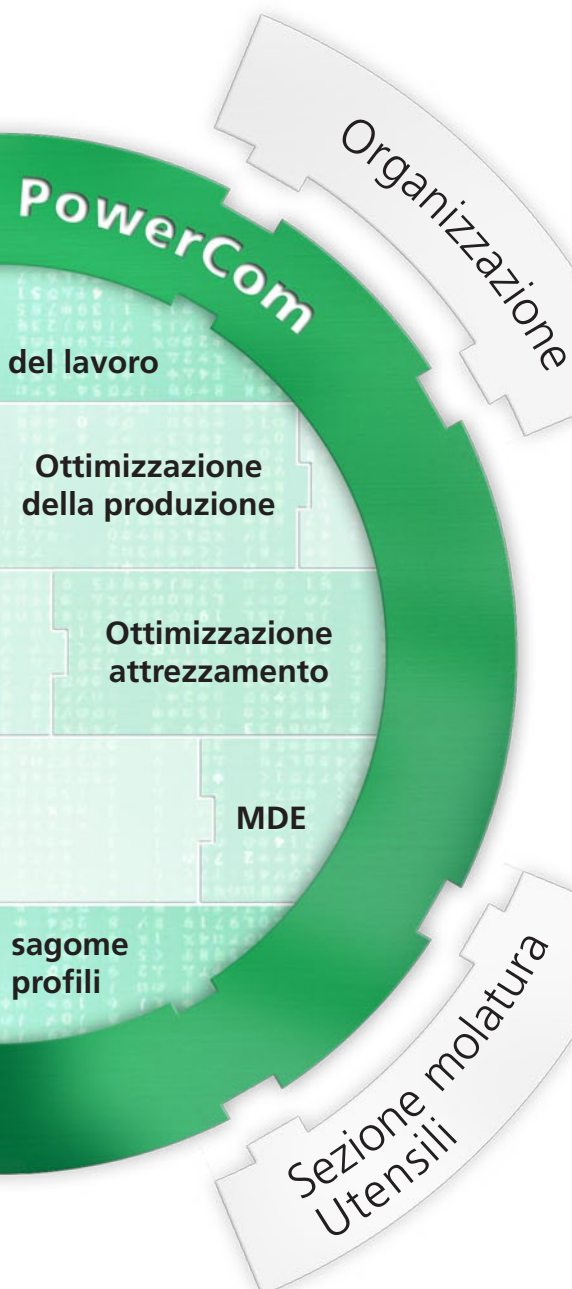 Organizzazione
PowerCom
del lavoro
Ottimizzazione
della produzione
Ottimizzazione
attrezzamento
MDE
sagome
profili
Sezione molatura
Utensili